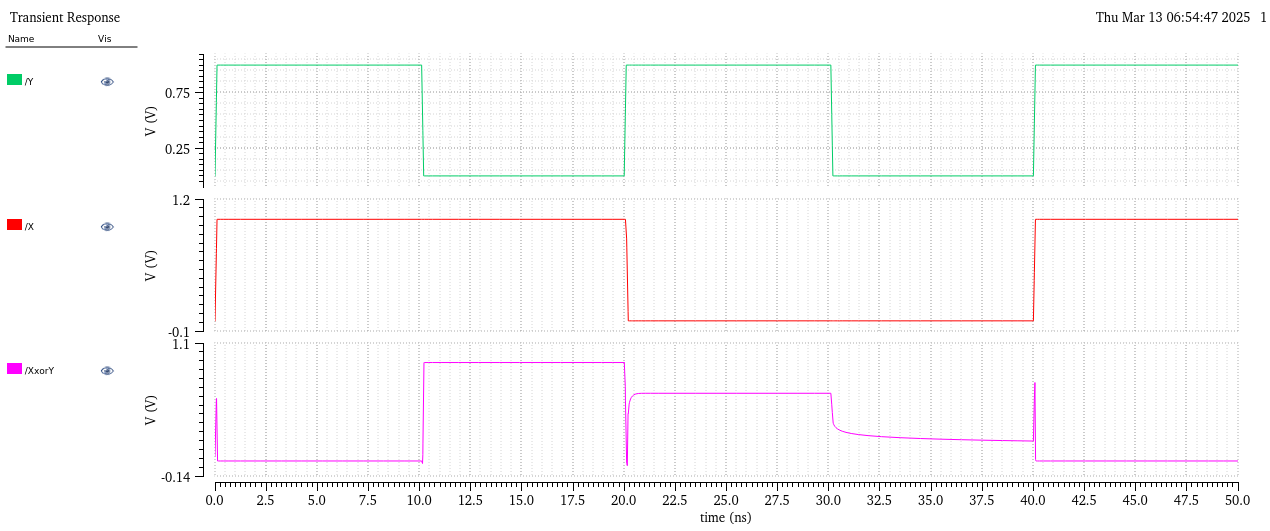 Transient Response
Thu Mar 13 06:54:47 2025 1
Name Vis
/Y
V (V)
0.75
0.25
/X
V (V)
1.2
-0.1
/XxorY
V (V)
1.1
-0.14
0.0 2.5 5.0 7.5 10.0 12.5 15.0 17.5 20.0 22.5 25.0 27.5 30.0 32.5 35.0 37.5 40.0 42.5 45.0 47.5 50.0
time (ns)